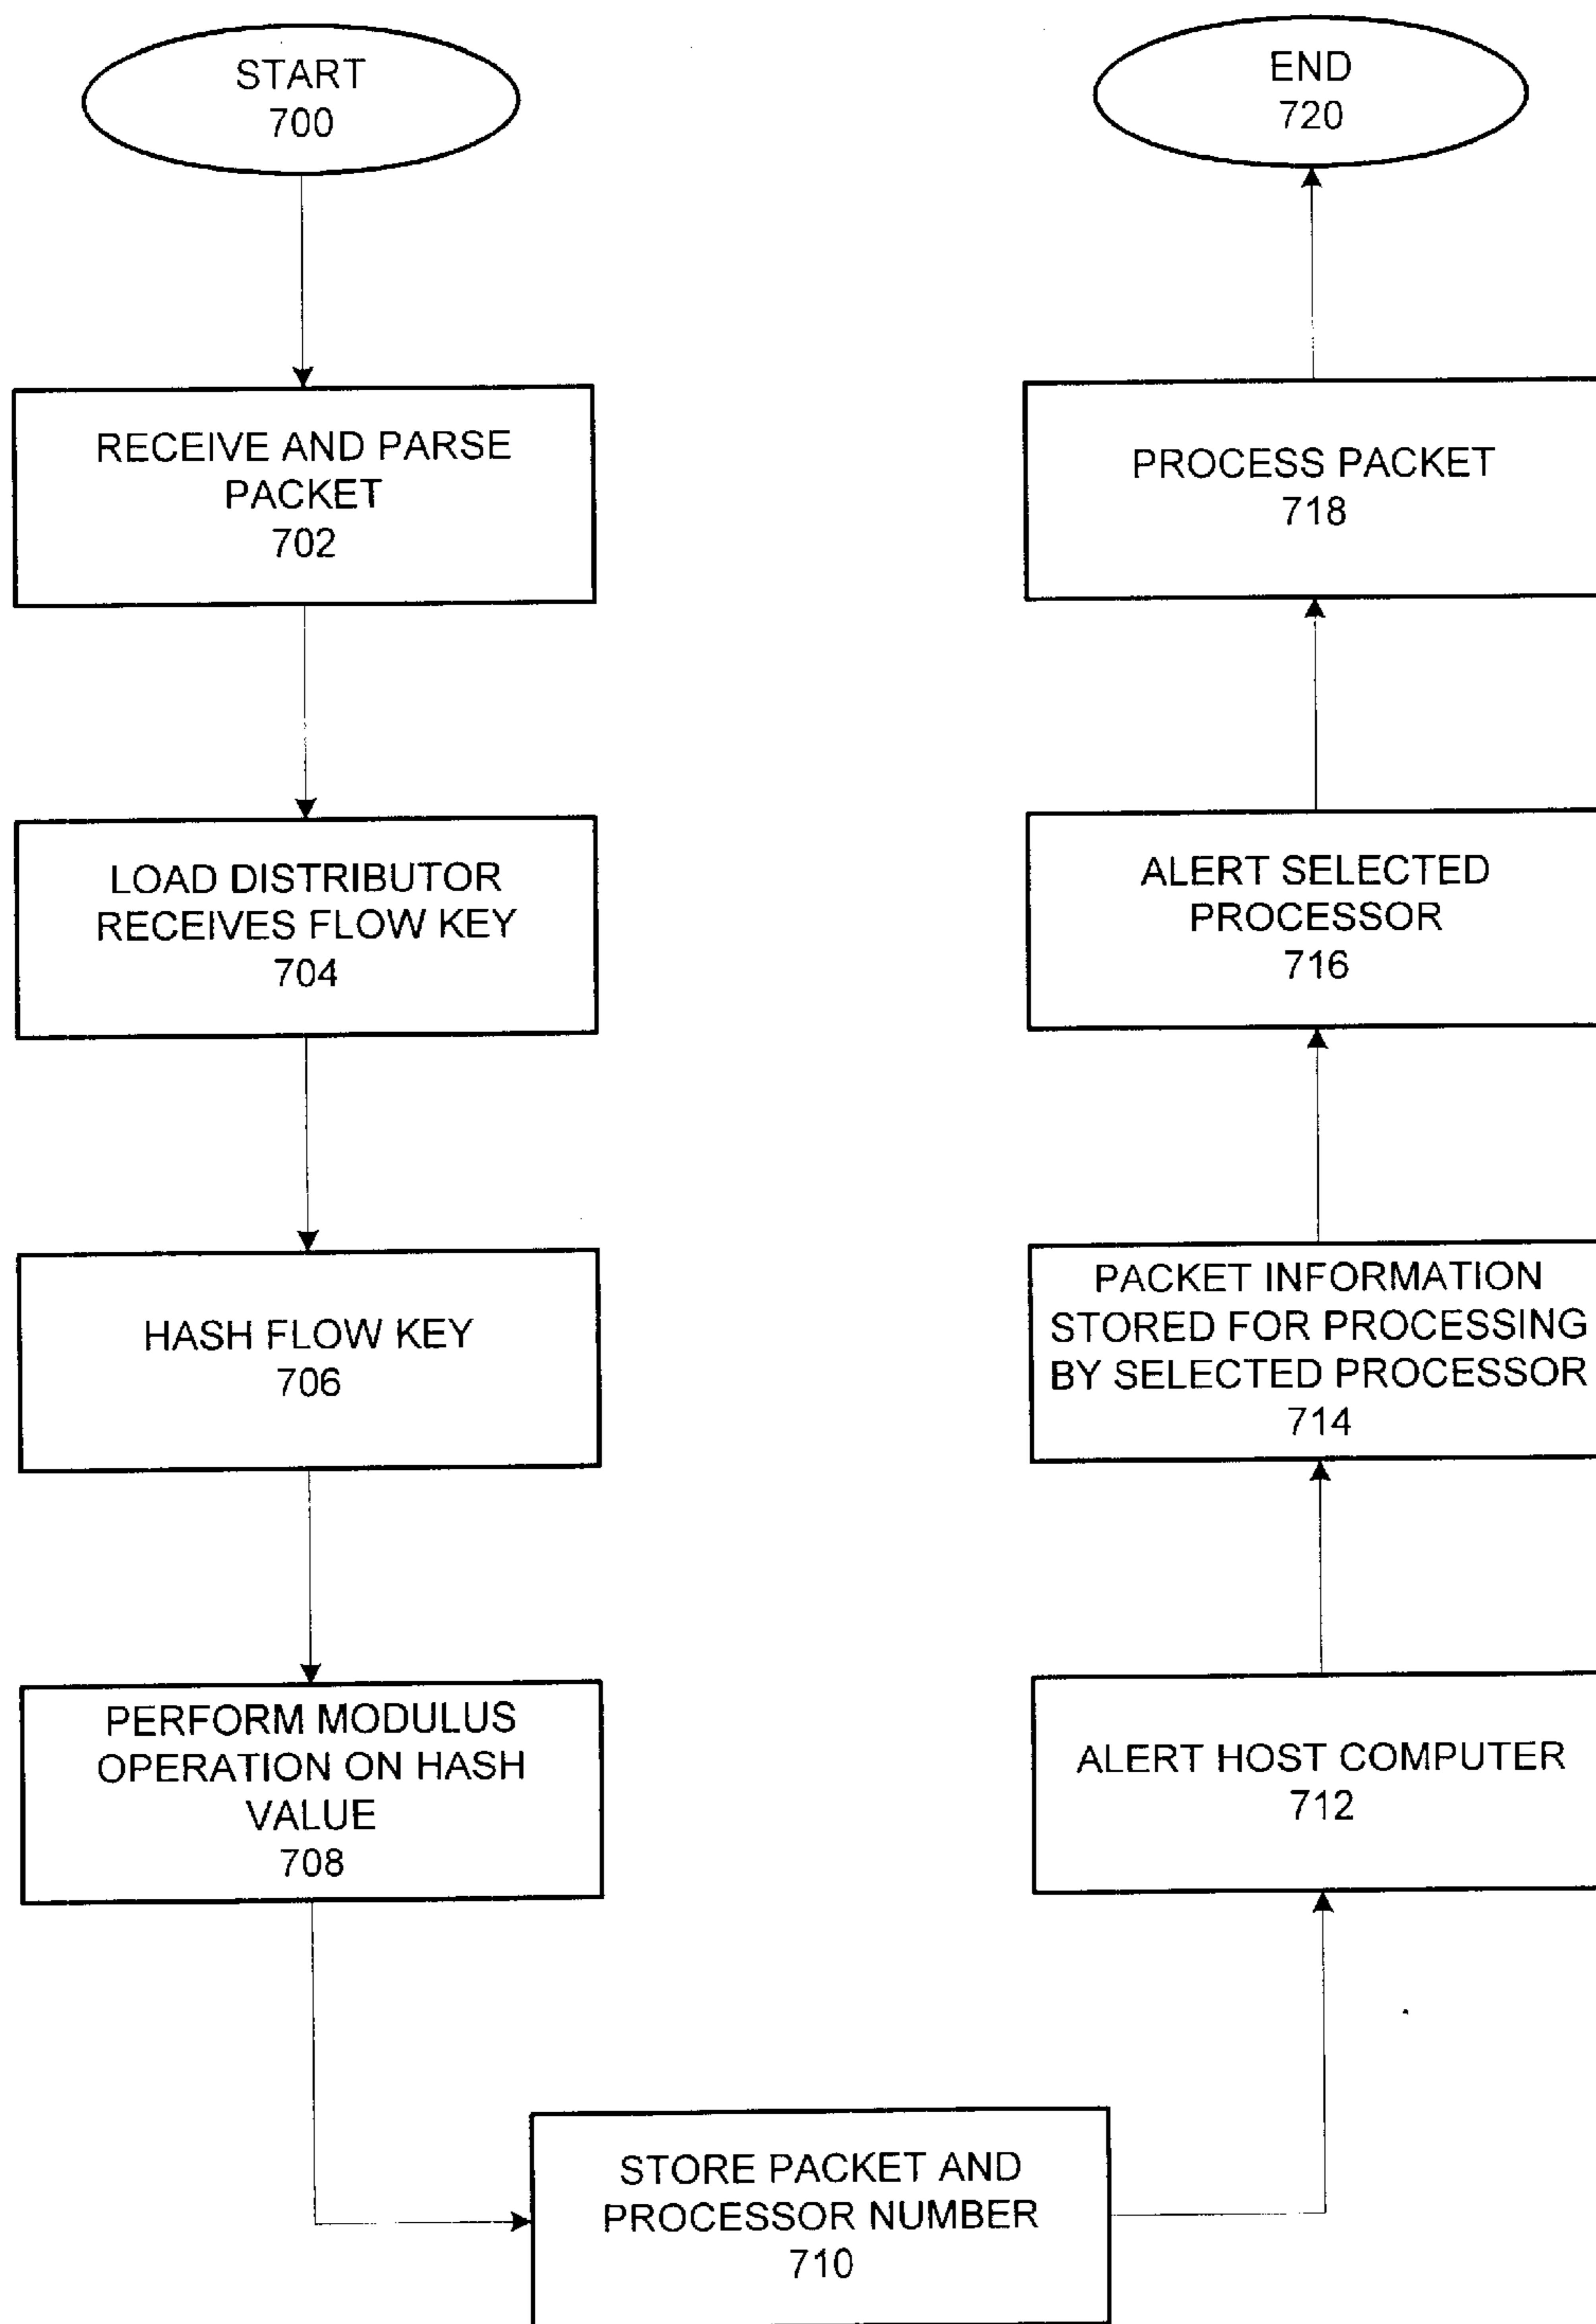 START
700
RECEIVE AND PARSE
PACKET
702
LOAD DISTRIBUTOR
RECEIVES FLOW KEY
704
HASH FLOW KEY
706
PERFORM MODULUS
OPERATION ON HASH
VALUE
708
STORE PACKET AND
PROCESSOR NUMBER
710
ALERT HOST COMPUTER
712
PACKET INFORMATION
STORED FOR PROCESSING
BY SELECTED PROCESSOR
714
ALERT SELECTED
PROCESSOR
716
PROCESS PACKET
718
END
720